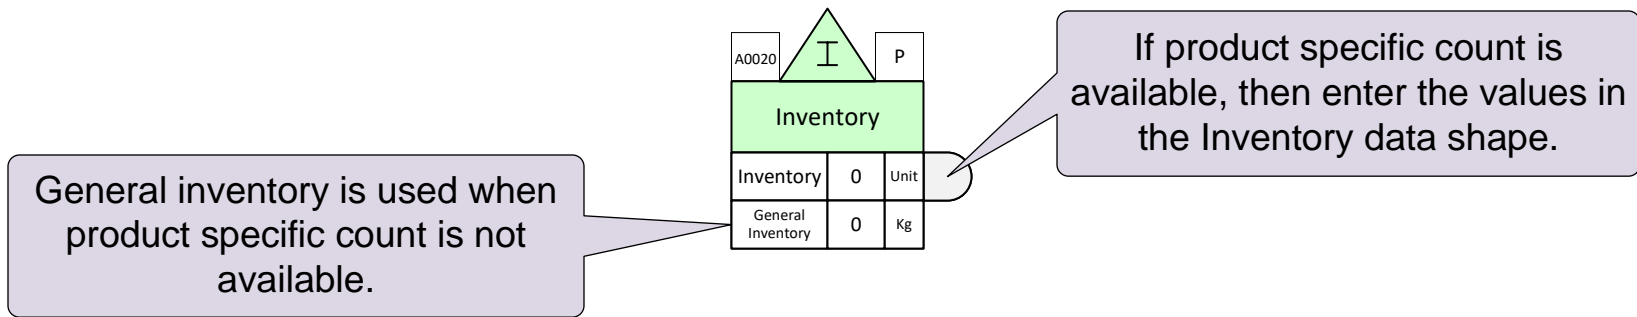 General inventory is used when
product specific count is not
available.
A0020
I
P
Inventory
Inventory 0 Unit
General
Inventory 0 Kg
If product specific count is
available, then enter the values in
the Inventory data shape.